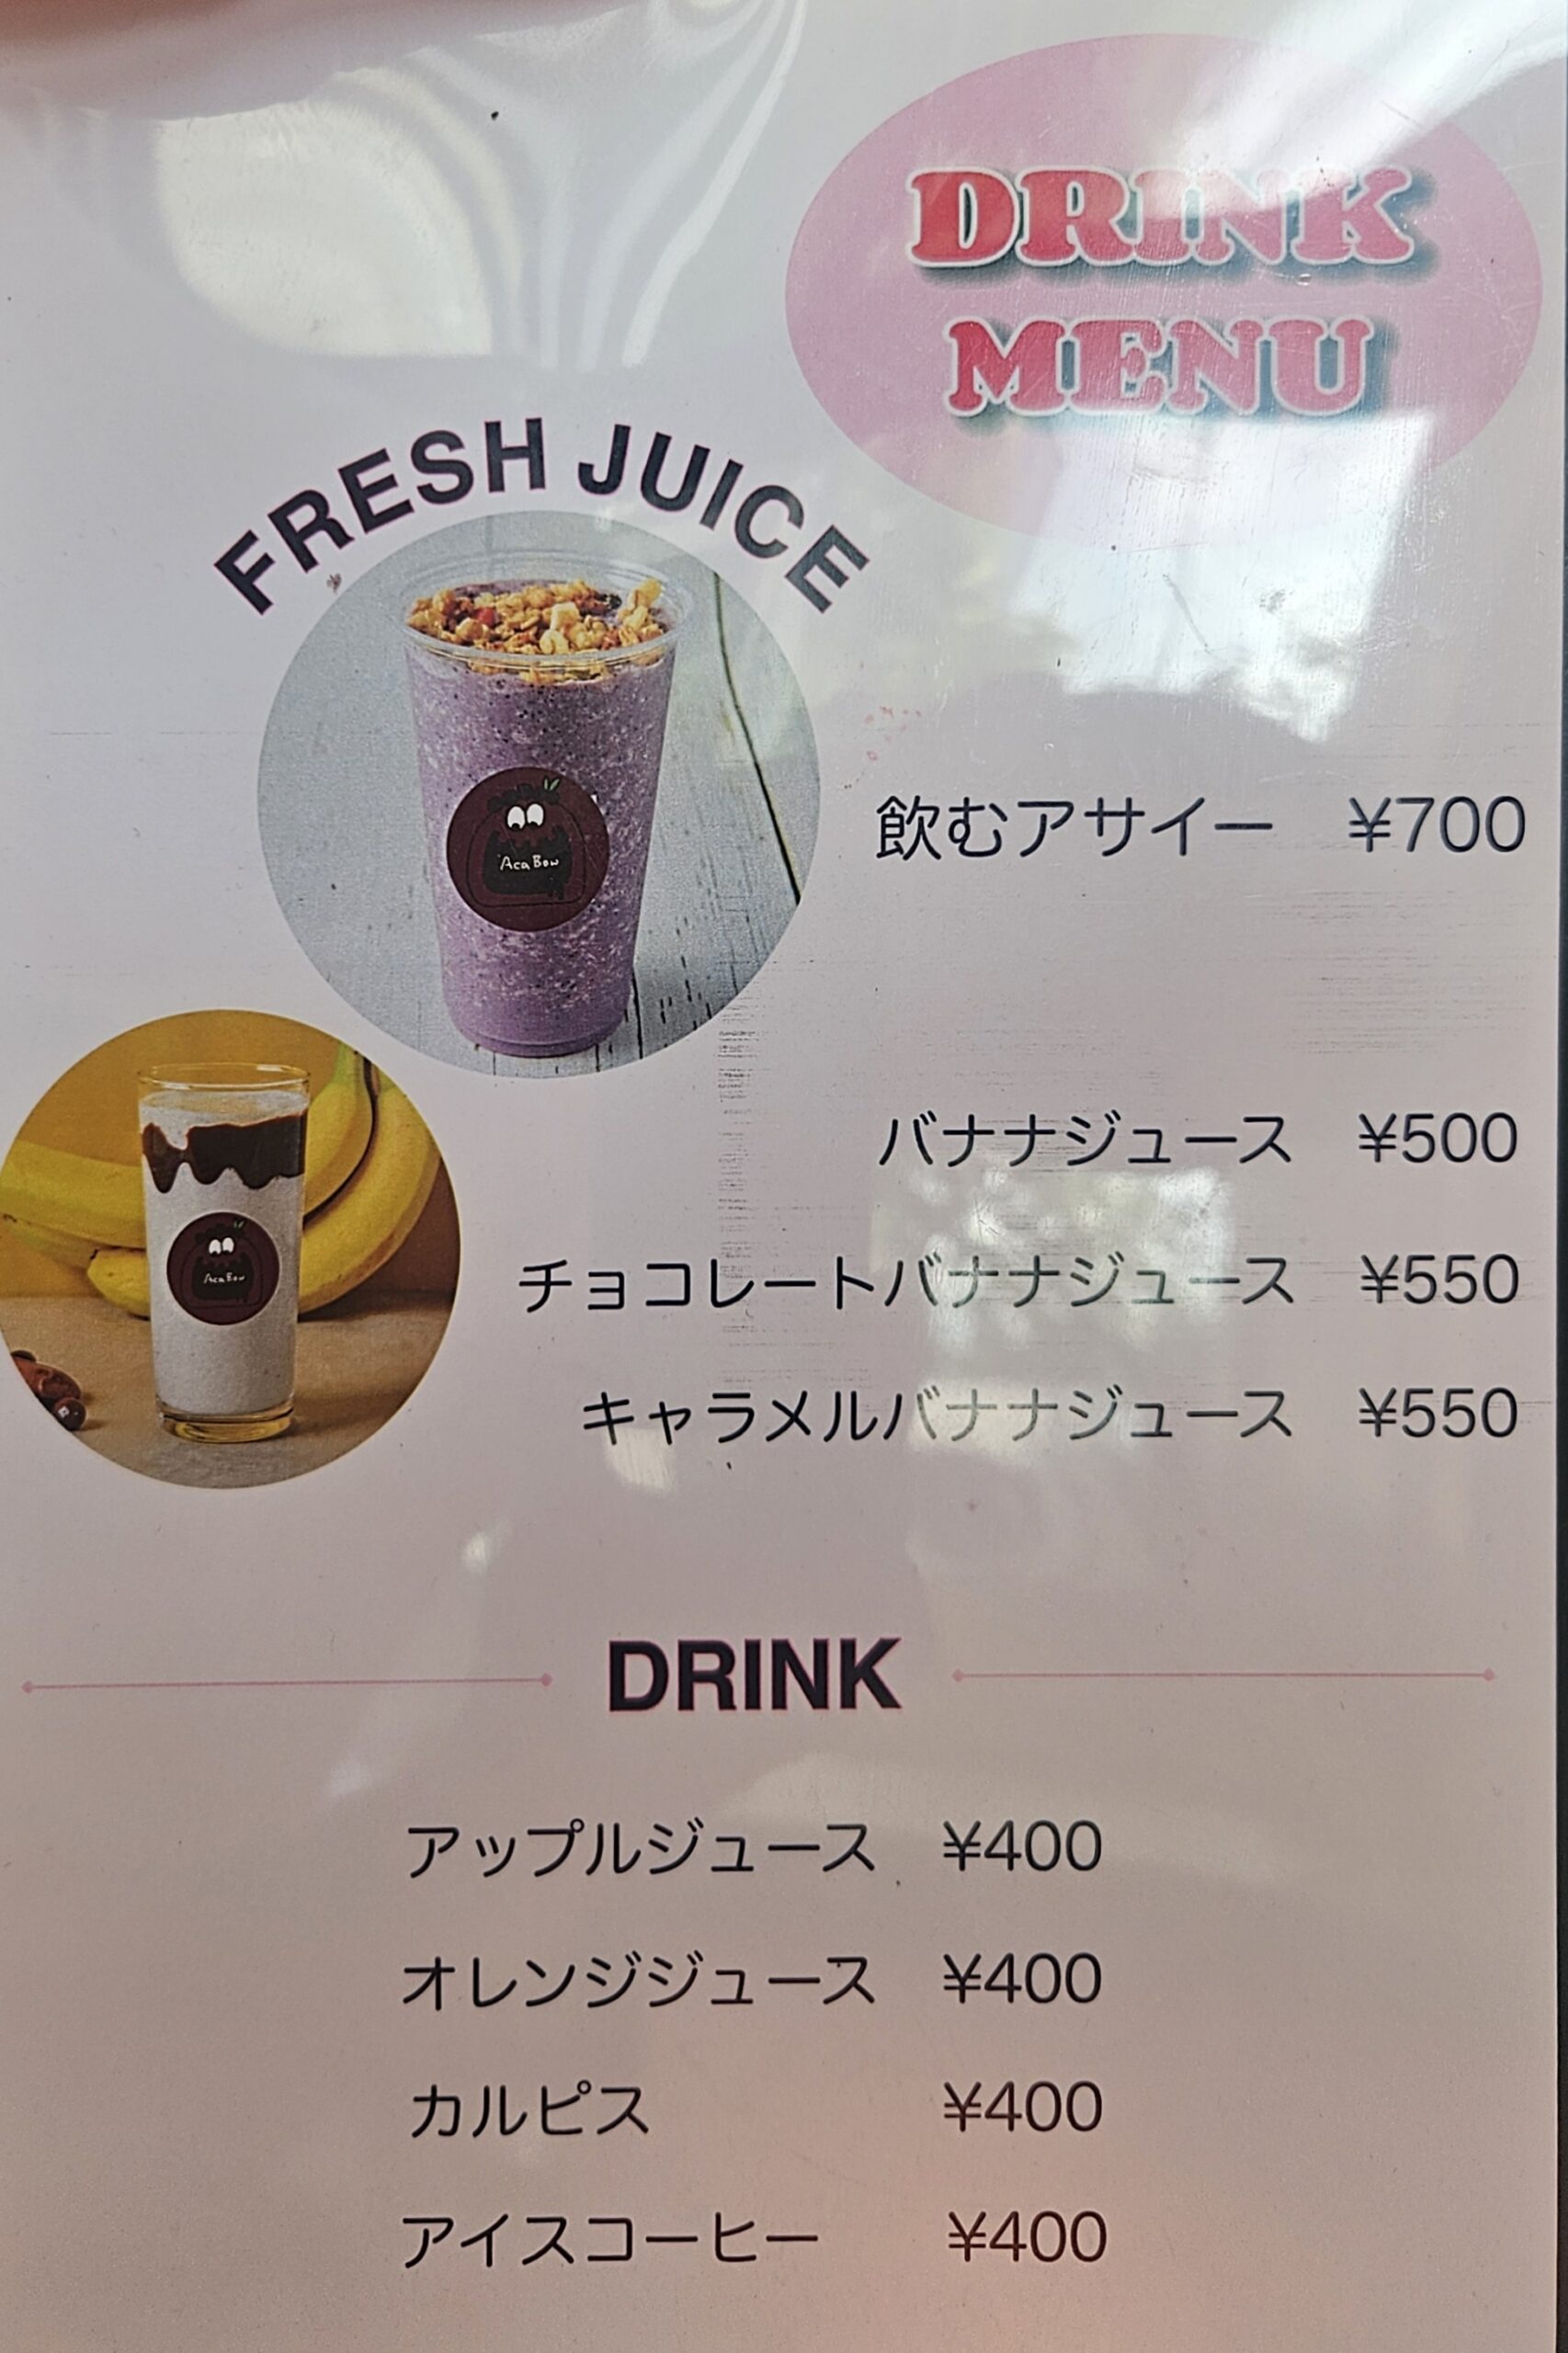 DRINK
MENU
FRESH JUICE
Aca Bow
飲むアサイー ¥700
バナナジュース ¥500
チョコレートバナナジュース ¥550
キャラメルバナナジュース ¥550
Aca Bow
DRINK
アップルジュース ¥400
オレンジジュース ¥400
カルピス ¥400
アイスコーヒー ¥400